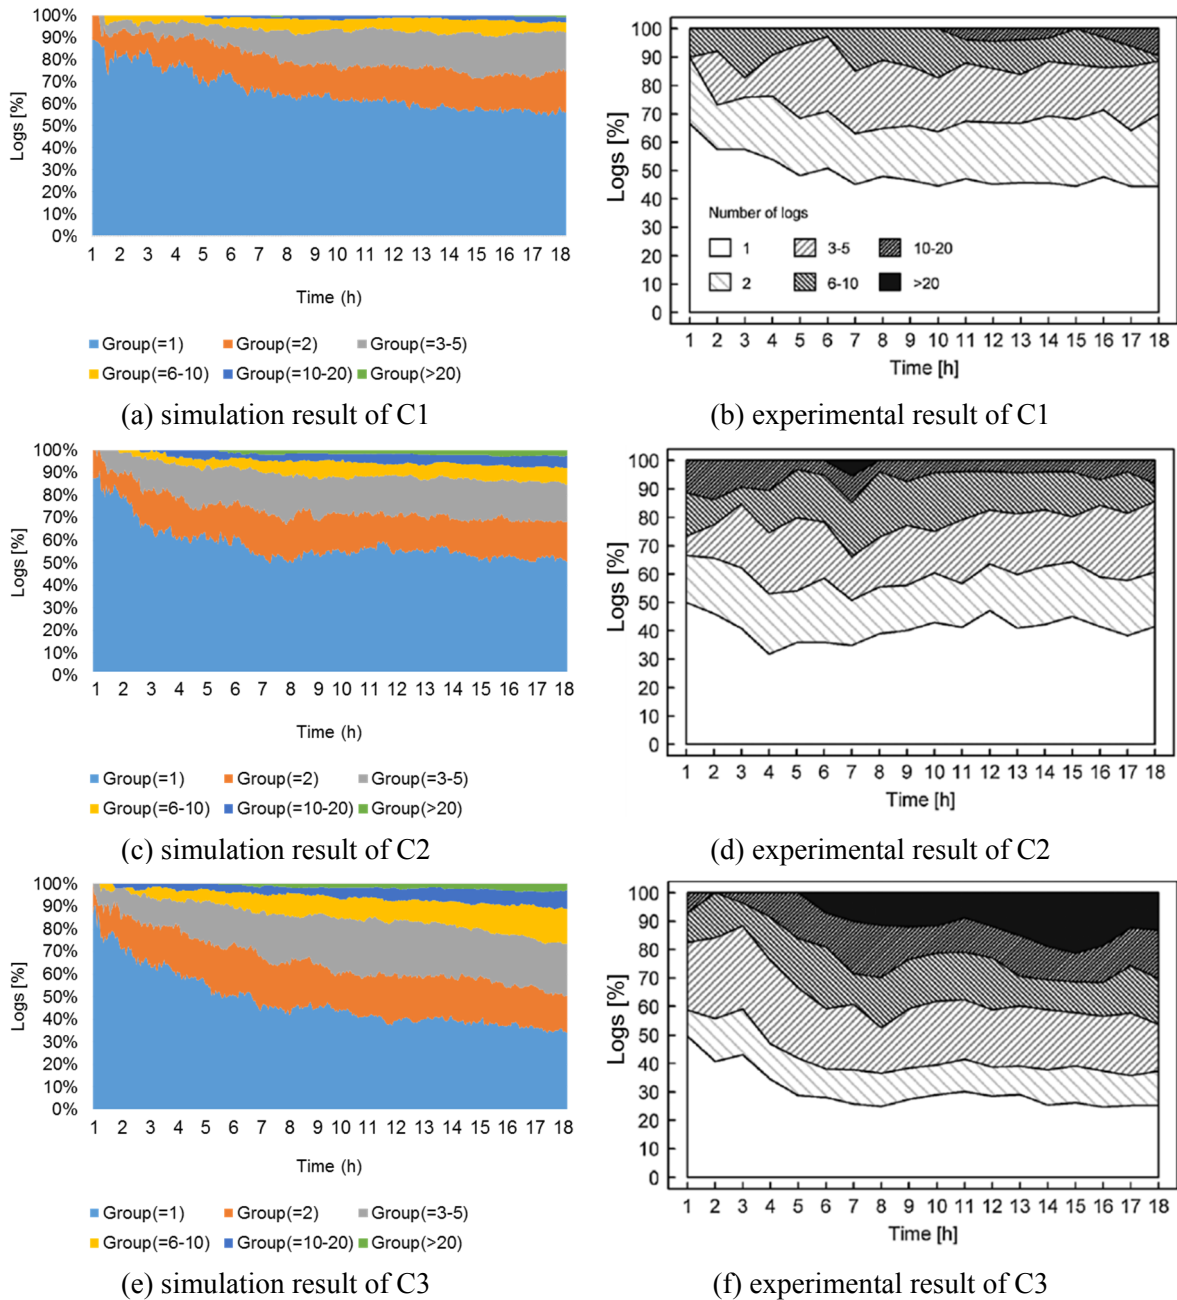 100%
90%
80%
70%
60%
50%
40%
30%
20%
10%
0%
Logs [%]
1 2 3 4 5 6 7 8 9 10 11 12 13 14 15 16 17 18
Time (h)
Group(=1) Group(=2) Group(=3-5)
Group(=6-10) Group(=10-20) Group(>20)
(a) simulation result of C1
100
90
80
70
60
50
40
30
20
10
0
Logs [%]
Number of logs
1 3-5 10-20
2 6-10 >20
1 2 3 4 5 6 7 8 9 10 11 12 13 14 15 16 17 18
Time [h]
(b) experimental result of C1
100%
90%
80%
70%
60%
50%
40%
30%
20%
10%
0%
Logs [%]
1 2 3 4 5 6 7 8 9 10 11 12 13 14 15 16 17 18
Time (h)
Group(=1) Group(=2) Group(=3-5)
Group(=6-10) Group(=10-20) Group(>20)
(c) simulation result of C2
100
90
80
70
60
50
40
30
20
10
0
Logs [%]
1 2 3 4 5 6 7 8 9 10 11 12 13 14 15 16 17 18
Time [h]
(d) experimental result of C2
100%
90%
80%
70%
60%
50%
40%
30%
20%
10%
0%
Logs [%]
1 2 3 4 5 6 7 8 9 10 11 12 13 14 15 16 17 18
Time (h)
Group(=1) Group(=2) Group(=3-5)
Group(=6-10) Group(=10-20) Group(>20)
(e) simulation result of C3
100
90
80
70
60
50
40
30
20
10
0
Logs [%]
1 2 3 4 5 6 7 8 9 10 11 12 13 14 15 16 17 18
Time [h]
(f) experimental result of C3